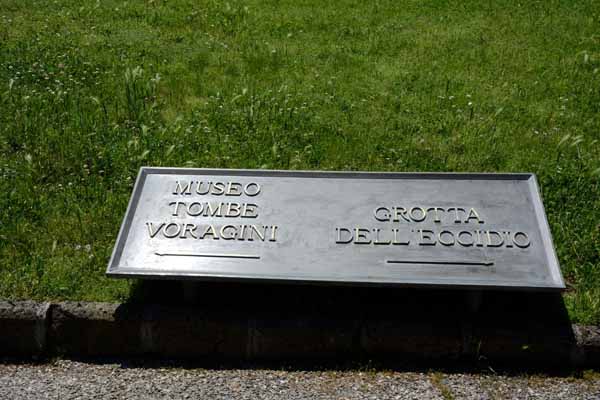 MUSEO
TOMBE
VORAGINI
GROTTA
DELL'ECCIDIO